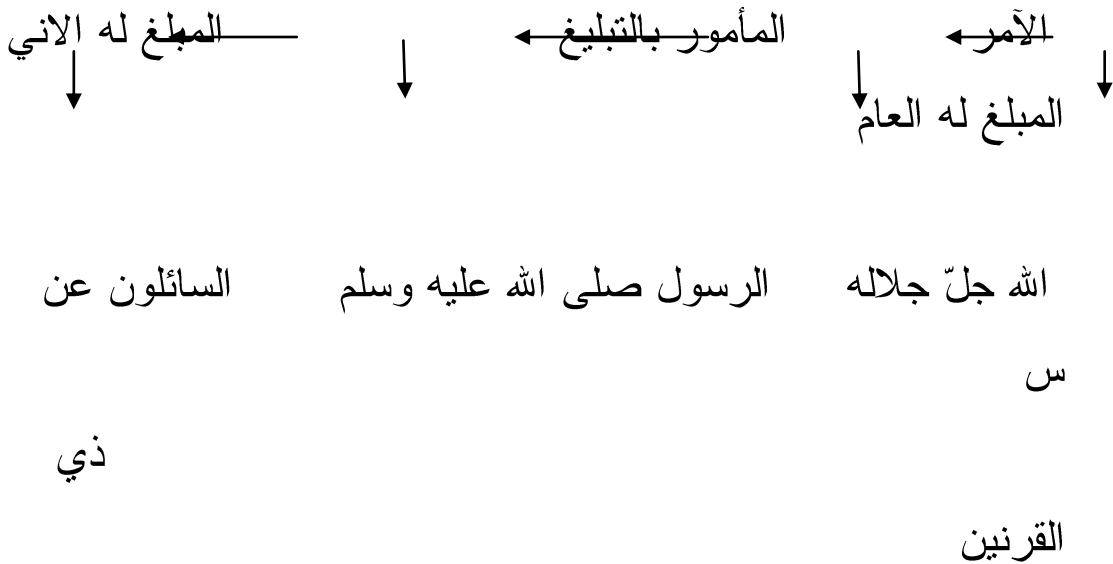 الآمر المأمور بالتبليغ المبلغ له الاني
المبلغ له العام
الله جلّ جلاله الرسول صلى الله عليه وسلم السائلون عن
س
ذي
القرنين